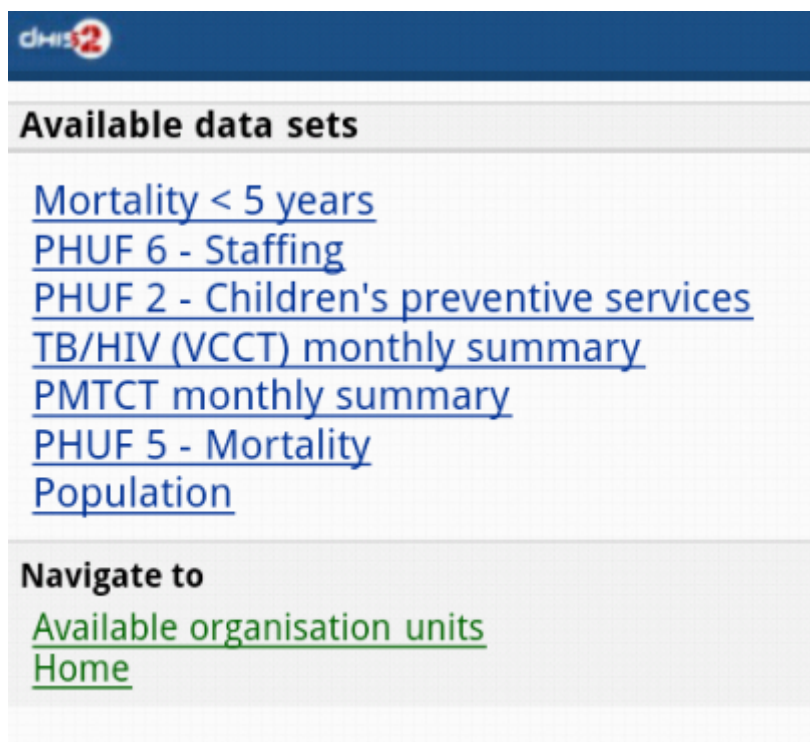 dHIS2
Available data sets
Mortality < 5 years
PHUF 6 - Staffing
PHUF 2 - Children's preventive services
TB/HIV (VCCT) monthly summary
PMTCT monthly summary
PHUF 5 - Mortality
Population
Navigate to
Available organisation units
Home